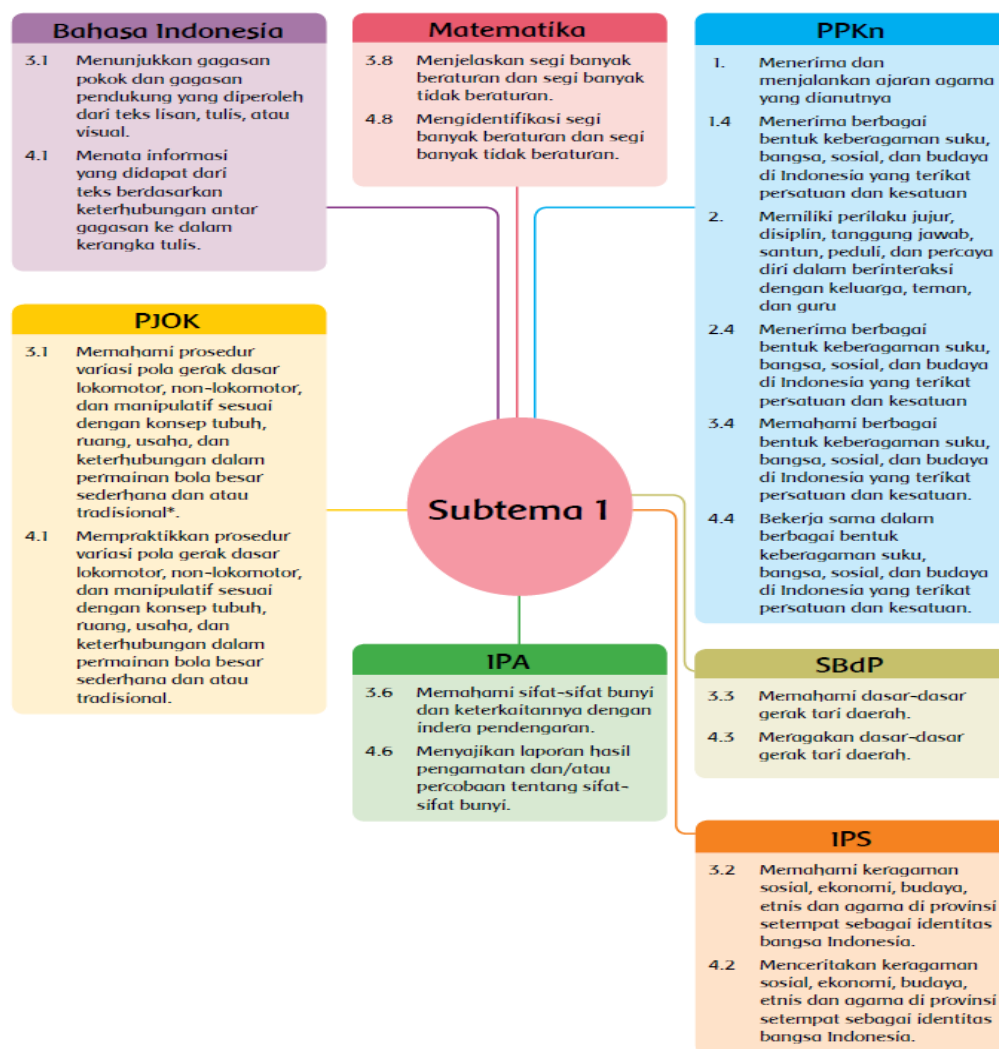 Bahasa Indonesia
3.1 Menunjukkan gagasan
pokok dan gagasan
pendukung yang diperoleh
dari teks lisan, tulis, atau
visual.
4.1 Menata informasi
yang didapat dari
teks berdasarkan
keterhubungan antar
gagasan ke dalam
kerangka tulis.
Matematika
3.8 Menjelaskan segi banyak
beraturan dan segi banyak
tidak beraturan.
4.8 Mengidentifikasi segi
banyak beraturan dan segi
banyak tidak beraturan.
PPKn
1. Menerima dan
menjalankan ajaran agama
yang dianutnya
1.4 Menerima berbagai
bentuk keberagaman suku,
bangsa, sosial, dan budaya
di Indonesia yang terikat
persatuan dan kesatuan
2. Memiliki perilaku jujur,
disiplin, tanggung jawab,
santun, peduli, dan percaya
diri dalam berinteraksi
dengan keluarga, teman,
dan guru
2.4 Menerima berbagai
bentuk keberagaman suku,
bangsa, sosial, dan budaya
di Indonesia yang terikat
persatuan dan kesatuan
3.4 Memahami berbagai
bentuk keberagaman suku,
bangsa, sosial, dan budaya
di Indonesia yang terikat
persatuan dan kesatuan.
4.4 Bekerja sama dalam
berbagai bentuk
keberagaman suku,
bangsa, sosial, dan budaya
di Indonesia yang terikat
persatuan dan kesatuan.
PJOK
3.1 Memahami prosedur
variasi pola gerak dasar
lokomotor, non-lokomotor,
dan manipulatif sesuai
dengan konsep tubuh,
ruang, usaha, dan
keterhubungan dalam
permainan bola besar
sederhana dan atau
tradisional*.
4.1 Mempraktikkan prosedur
variasi pola gerak dasar
lokomotor, non-lokomotor,
dan manipulatif sesuai
dengan konsep tubuh,
ruang, usaha, dan
keterhubungan dalam
permainan bola besar
sederhana dan atau
tradisional.
Subtema 1
IPA
3.6 Memahami sifat-sifat bunyi
dan keterkaitannya dengan
indera pendengaran.
4.6 Menyajikan laporan hasil
pengamatan dan/atau
percobaan tentang sifat-
sifat bunyi.
SBdP
3.3 Memahami dasar-dasar
gerak tari daerah.
4.3 Meragakan dasar-dasar
gerak tari daerah.
IPS
3.2 Memahami keragaman
sosial, ekonomi, budaya,
etnis dan agama di provinsi
setempat sebagai identitas
bangsa Indonesia.
4.2 Menceritakan keragaman
sosial, ekonomi, budaya,
etnis dan agama di provinsi
setempat sebagai identitas
bangsa Indonesia.